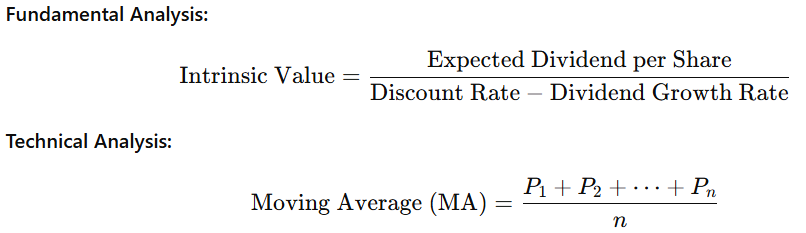 Fundamental Analysis:
Intrinsic Value = Expected Dividend per Share / Discount Rate − Dividend Growth Rate
Technical Analysis:
Moving Average (MA) = P₁ + P₂ + ⋯ + Pₙ / n